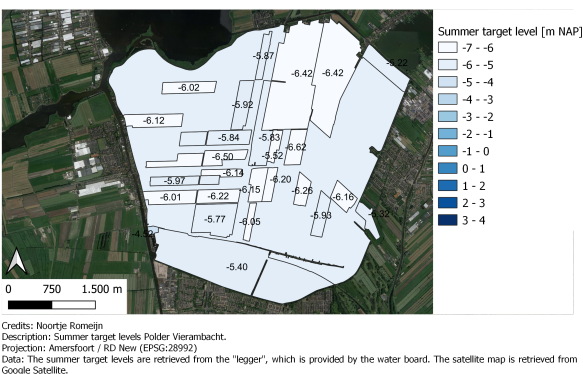 Summer target level [m NAP]
-7 - -6
-6 - -5
-5 - -4
-4 - -3
-3 - -2
-2 - -1
-1 - 0
0 - 1
1 - 2
2 - 3
3 - 4
-5.87
-5.22
-6.42
-6.42
-6.02
-5.92
-6.12
-5.84
-5.83
-6.62
-6.50
-5.52
-6.14
-5.97
-6.20
-6.15
-6.26
-6.01
-6.22
-6.16
-5.77
-5.93
-6.05
-5.40
0 750 1.500 m
Credits: Noortje Romeijn
Description: Summer target levels Polder Vierambacht.
Projection: Amersfoort / RD New (EPSG:28992)
Data: The summer target levels are retrieved from the "legger", which is provided by the water board. The satellite map is retrieved from
Google Satellite.